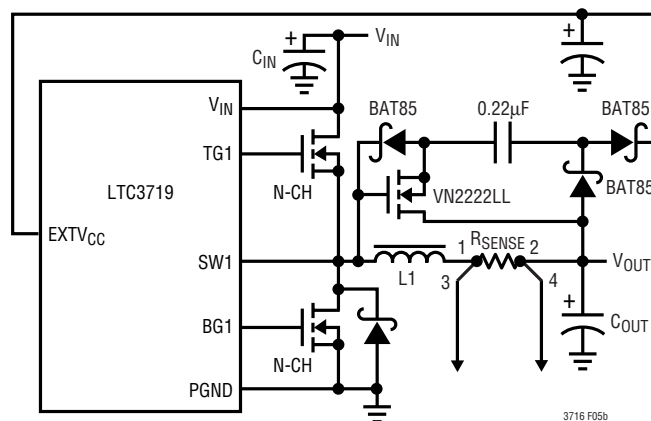 +
+
C_IN
V_IN
V_IN
BAT85
0.22µF
BAT85
TG1
LTC3719
N-CH
VN2222LL
BAT85
EXTV_CC
SW1
1 R_SENSE 2
V_OUT
L1
3
4
+
BG1
C_OUT
N-CH
PGND
3716 F05b